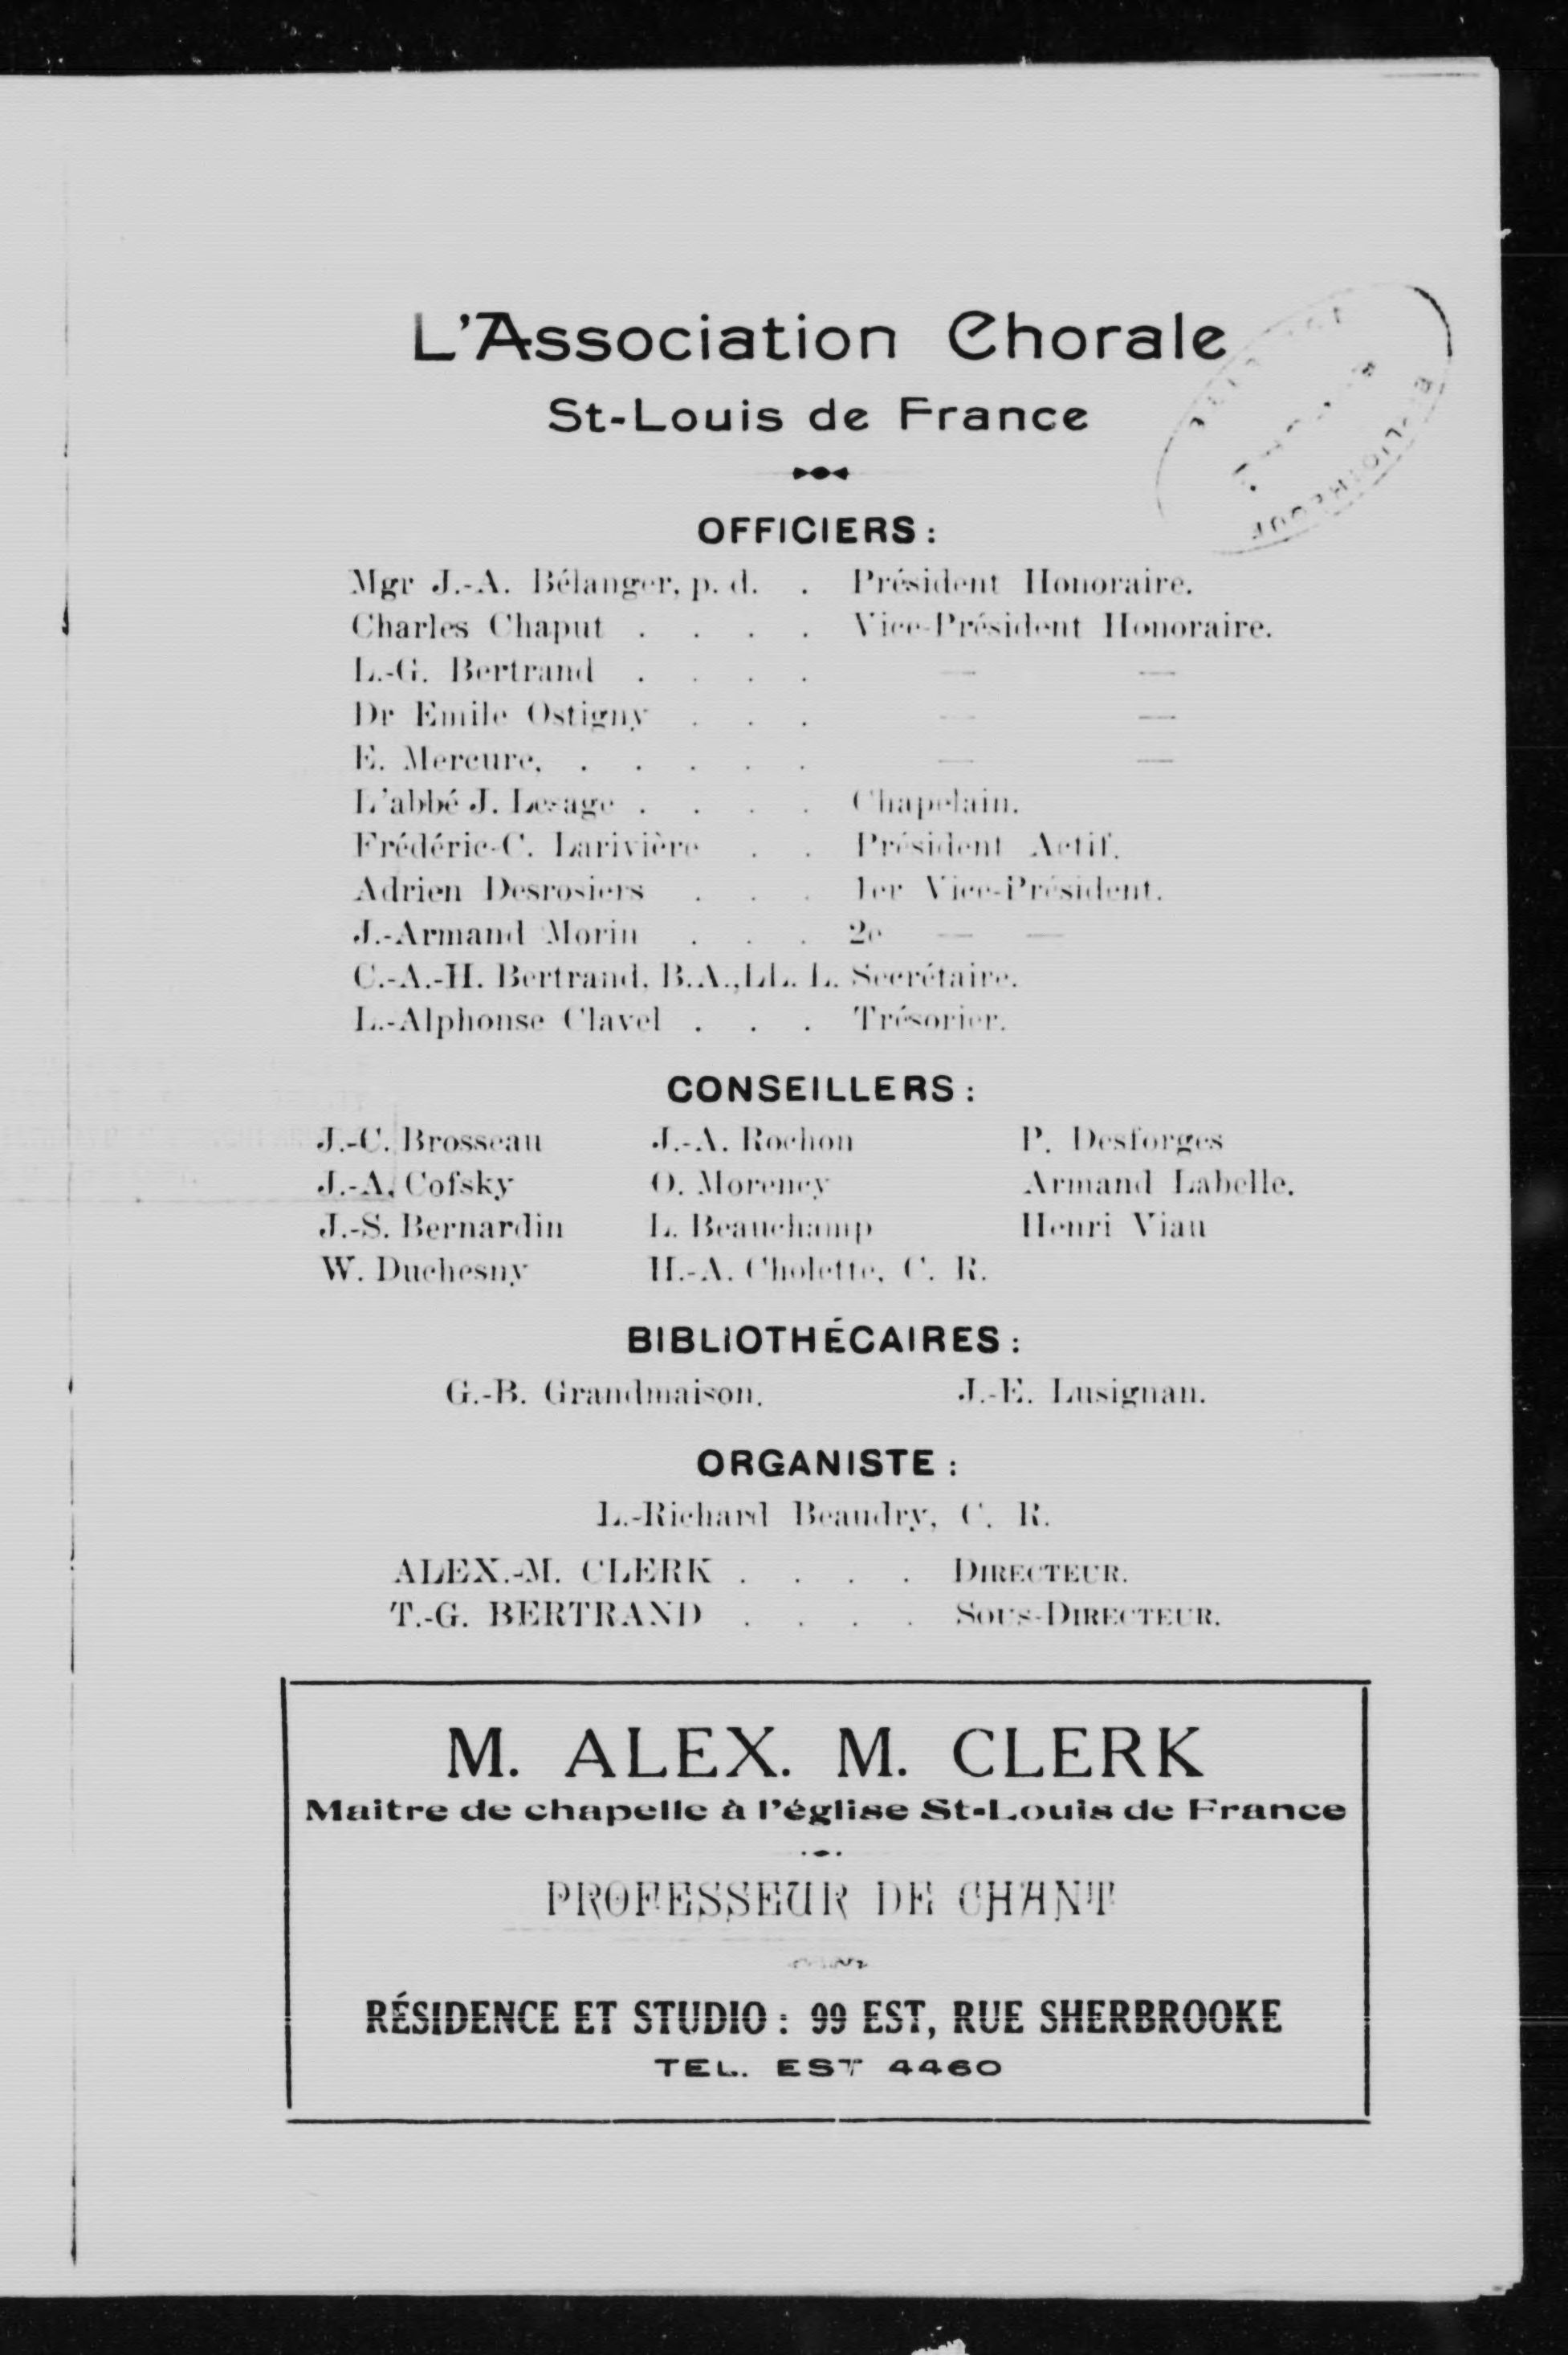 L'Association Chorale
St-Louis de France
OFFICIERS :
Mgr J.-A. Bélanger, p. d. . Président Honoraire.
Charles Chaput . . . . Vice-Président Honoraire.
L.-G. Bertrand . . . . — —
Dr Emile Ostigny . . . — —
E. Mercure, . . . . . — —
L'abbé J. Lesage . . . . Chapelain.
Frédéric-C. Larivière . . Président Actif.
Adrien Desrosiers . . . 1er Vice-Président.
J.-Armand Morin . . . 2e — —
C.-A.-H. Bertrand, B.A.,LL. L. Secrétaire.
L.-Alphonse Clavel . . . Trésorier.
CONSEILLERS :
J.-C. Brosseau J.-A. Rochon P. Desforges
J.-A. Cofsky O. Morency Armand Labelle.
J.-S. Bernardin L. Beauchamp Henri Viau
W. Duchesny H.-A. Cholette, C. R.
BIBLIOTHÉCAIRES :
G.-B. Grandmaison. J.-E. Lusignan.
ORGANISTE :
L.-Richard Beaudry, C. R.
ALEX.-M. CLERK . . . . DIRECTEUR.
T.-G. BERTRAND . . . . SOUS-DIRECTEUR.
M. ALEX. M. CLERK
Maitre de chapelle à l'église St-Louis de France
PROFESSEUR DE CHANT
RÉSIDENCE ET STUDIO : 99 EST, RUE SHERBROOKE
TEL. EST 4460